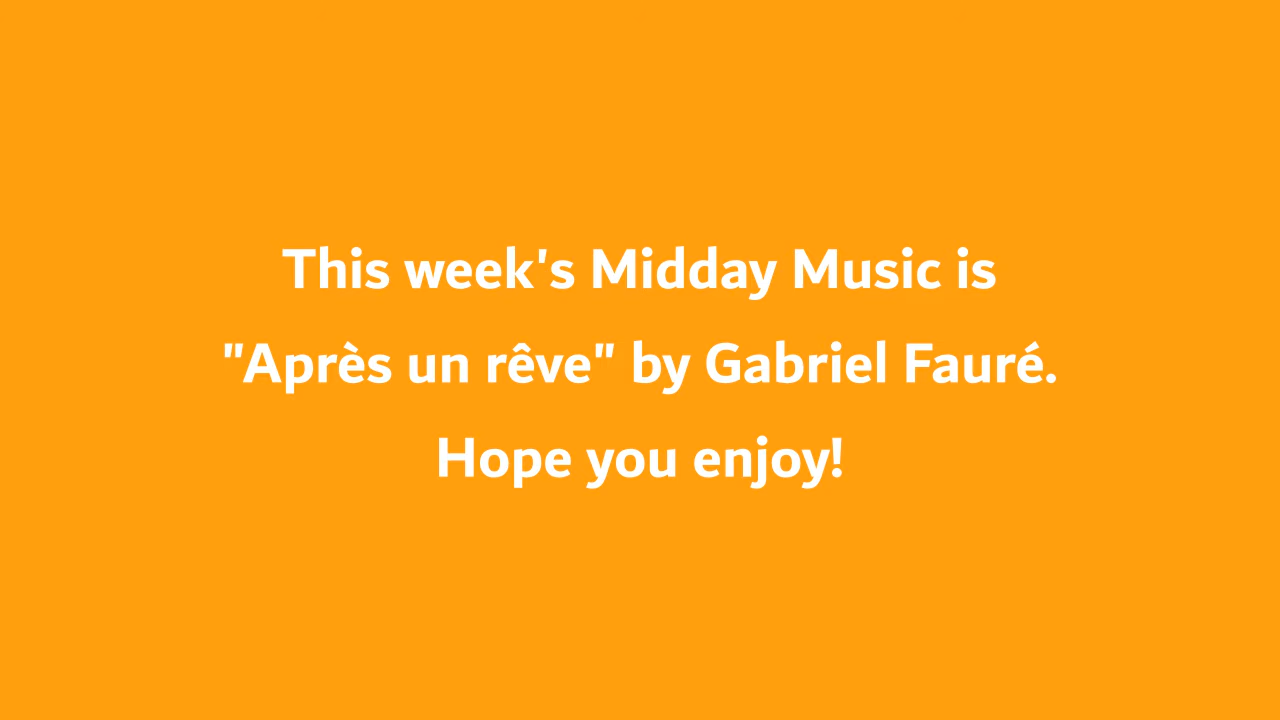 This week's Midday Music is
"Après un rêve" by Gabriel Fauré.
Hope you enjoy!